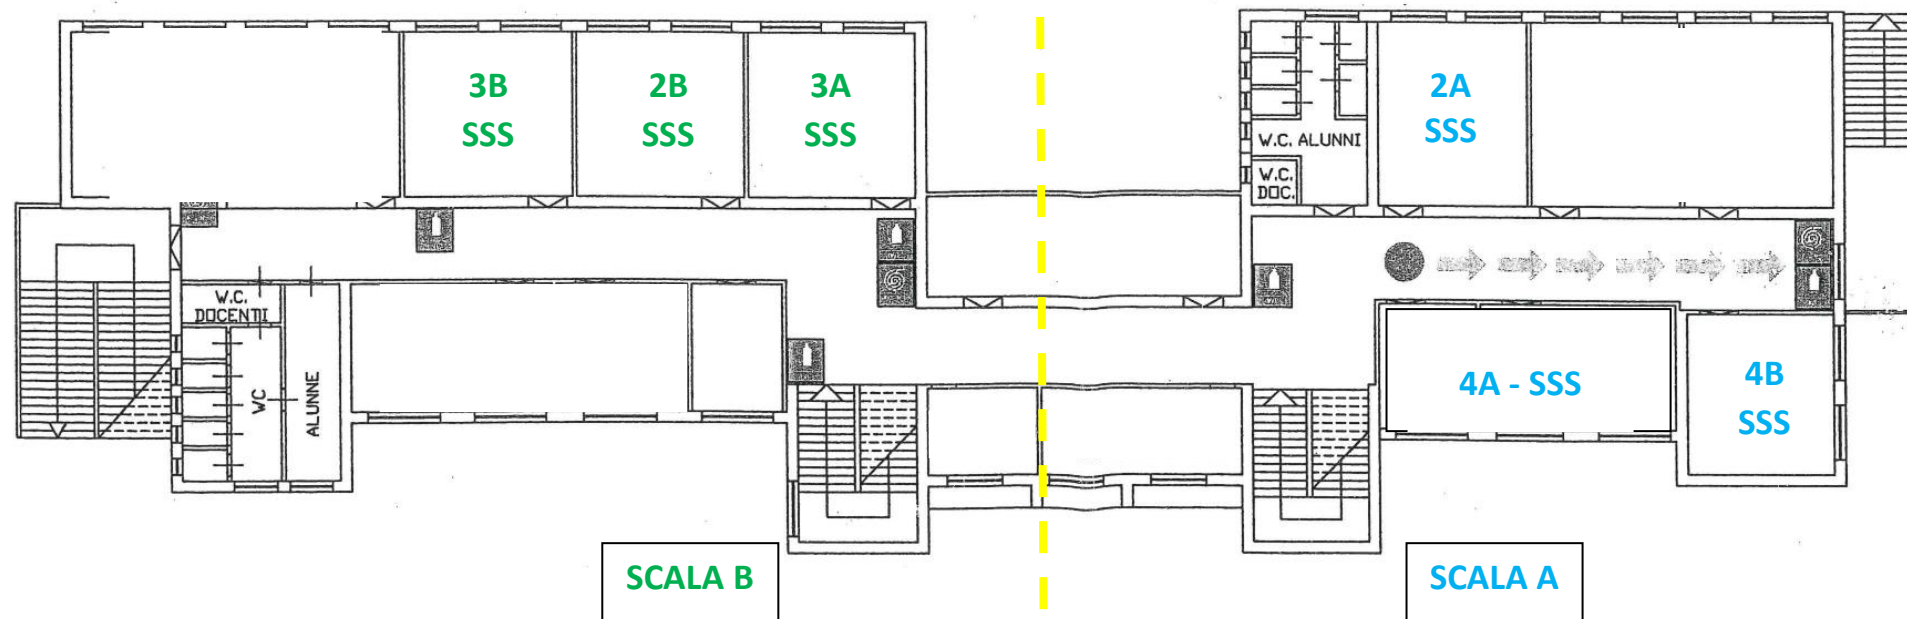 3B
SSS
2B
SSS
3A
SSS
2A
SSS
W.C. ALUNNI
W.C.
DOC.
W.C.
DOCENTI
WC
ALUNNE
4A - SSS
4B
SSS
SCALA B
SCALA A